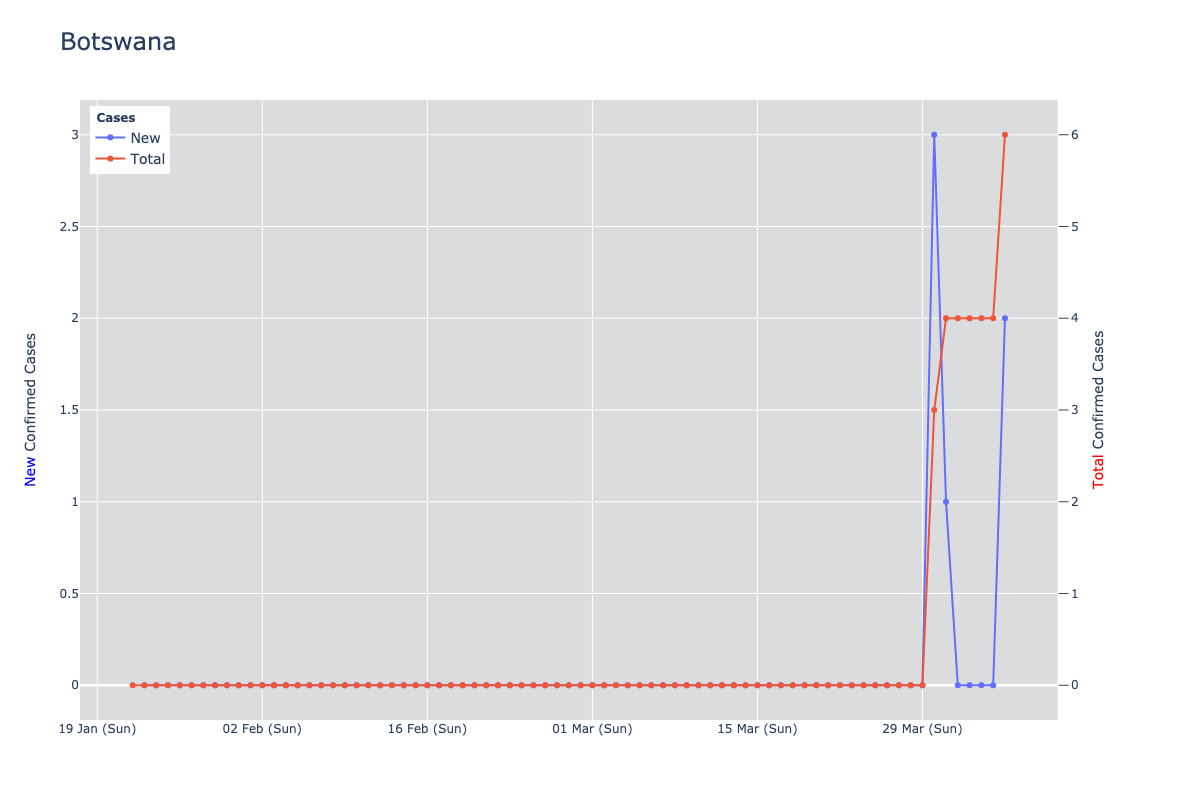 Botswana
Cases
New
Total
3
2.5
2
1.5
1
0.5
0
6
5
4
3
2
1
0
New Confirmed Cases
Total Confirmed Cases
19 Jan (Sun)
02 Feb (Sun)
16 Feb (Sun)
01 Mar (Sun)
15 Mar (Sun)
29 Mar (Sun)